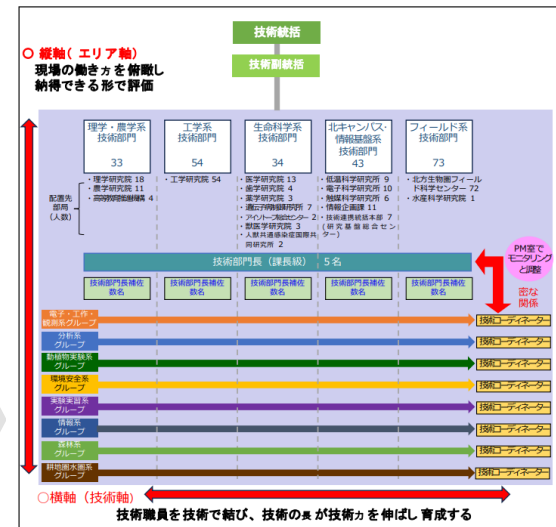 技術統括
技術副統括
○ 縦軸( エリア軸)
現場の働き方を俯瞰し
納得できる形で評価
理学・農学系
技術部門
33
工学系
技術部門
54
生命科学系
技術部門
34
北キャンパス・
情報基盤系
技術部門
43
フィールド系
技術部門
73
配置先
部局
(人数)
・理学研究院 18
・農学研究院 11
・工学研究院 54
・医学研究院 13
・歯学研究院 4
・薬学研究院 3
・獣医学研究院 3
・人獣共通感染症国際共
同研究所 2
・低温科学研究所 9
・電子科学研究所 10
・触媒科学研究所 6
・情報企画課 11
・技術連携統括本部 7
(研究基盤総合セン
ター)
・北方生物圏フィール
ド科学センター 72
・水産科学研究院 1
技術部門長(課長級) 5名
PM室で
モニタリング
と調整
技術部門長補佐
数名
技術部門長補佐
数名
技術部門長補佐
数名
技術部門長補佐
数名
技術部門長補佐
数名
密な
関係
電子・工作・
観測系グループ
技術コーディネーター
分析系
グループ
技術コーディネーター
動植物実験系
グループ
技術コーディネーター
環境安全系
グループ
技術コーディネーター
実験実習系
グループ
技術コーディネーター
情報系
グループ
技術コーディネーター
森林系
グループ
技術コーディネーター
耕地圏水圏系
グループ
技術コーディネーター
○横軸(技術軸)
技術職員を技術で結び、技術の長が技術力を伸ばし育成する